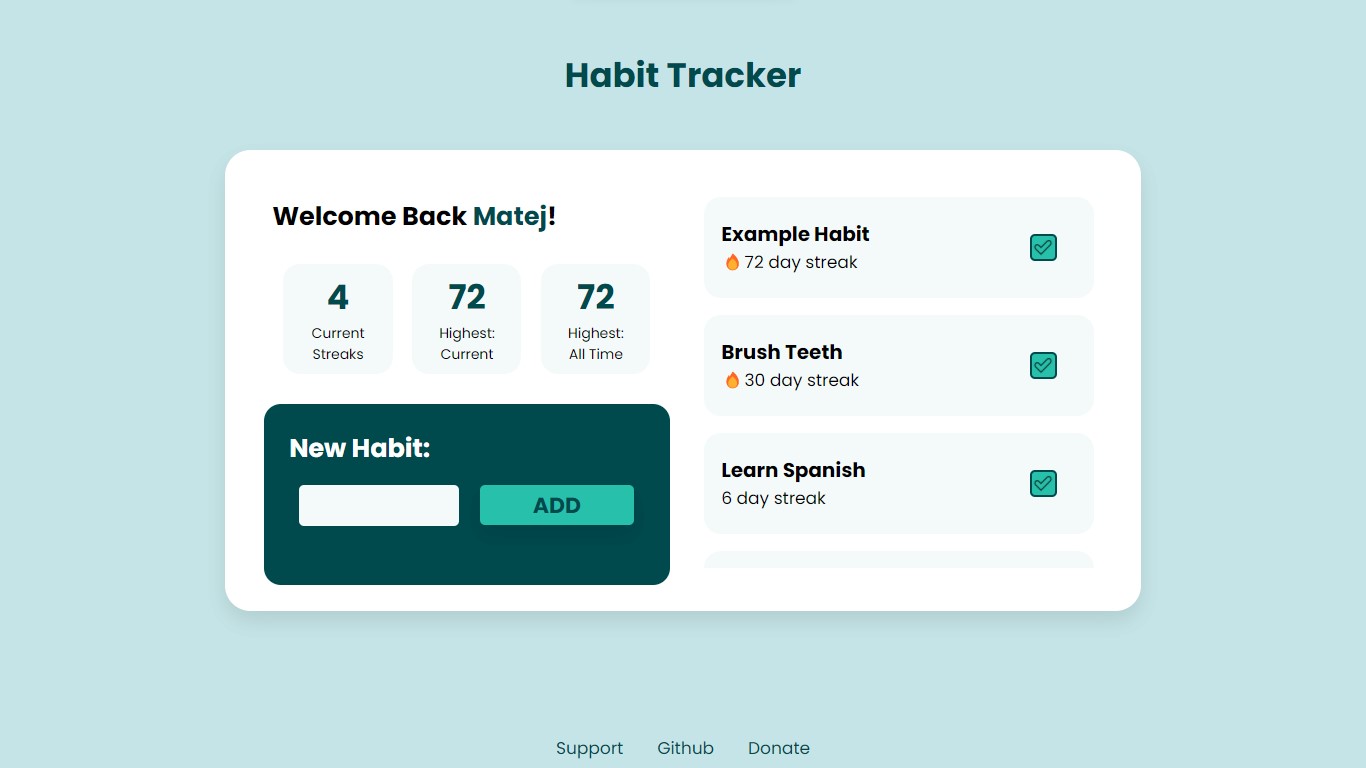 Habit Tracker
Welcome Back Matej!
4
Current
Streaks
72
Highest:
Current
72
Highest:
All Time
New Habit:
ADD
Example Habit
🔥 72 day streak
Brush Teeth
🔥 30 day streak
Learn Spanish
6 day streak
Support
Github
Donate